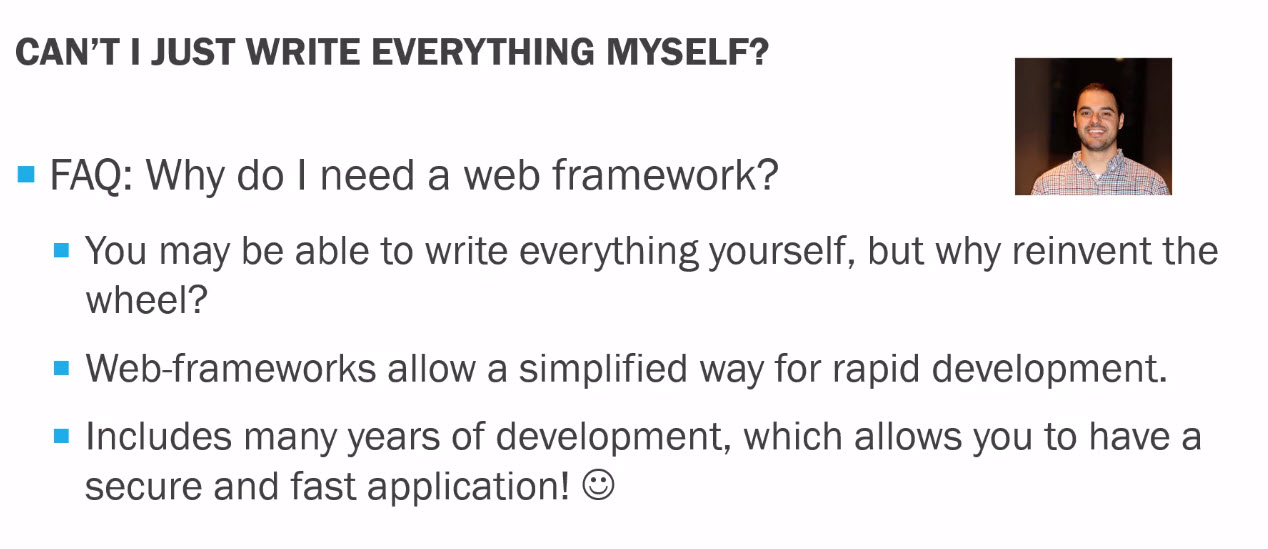 CAN’T I JUST WRITE EVERYTHING MYSELF?
FAQ: Why do I need a web framework?
You may be able to write everything yourself, but why reinvent the
wheel?
Web-frameworks allow a simplified way for rapid development.
Includes many years of development, which allows you to have a
secure and fast application! ☺